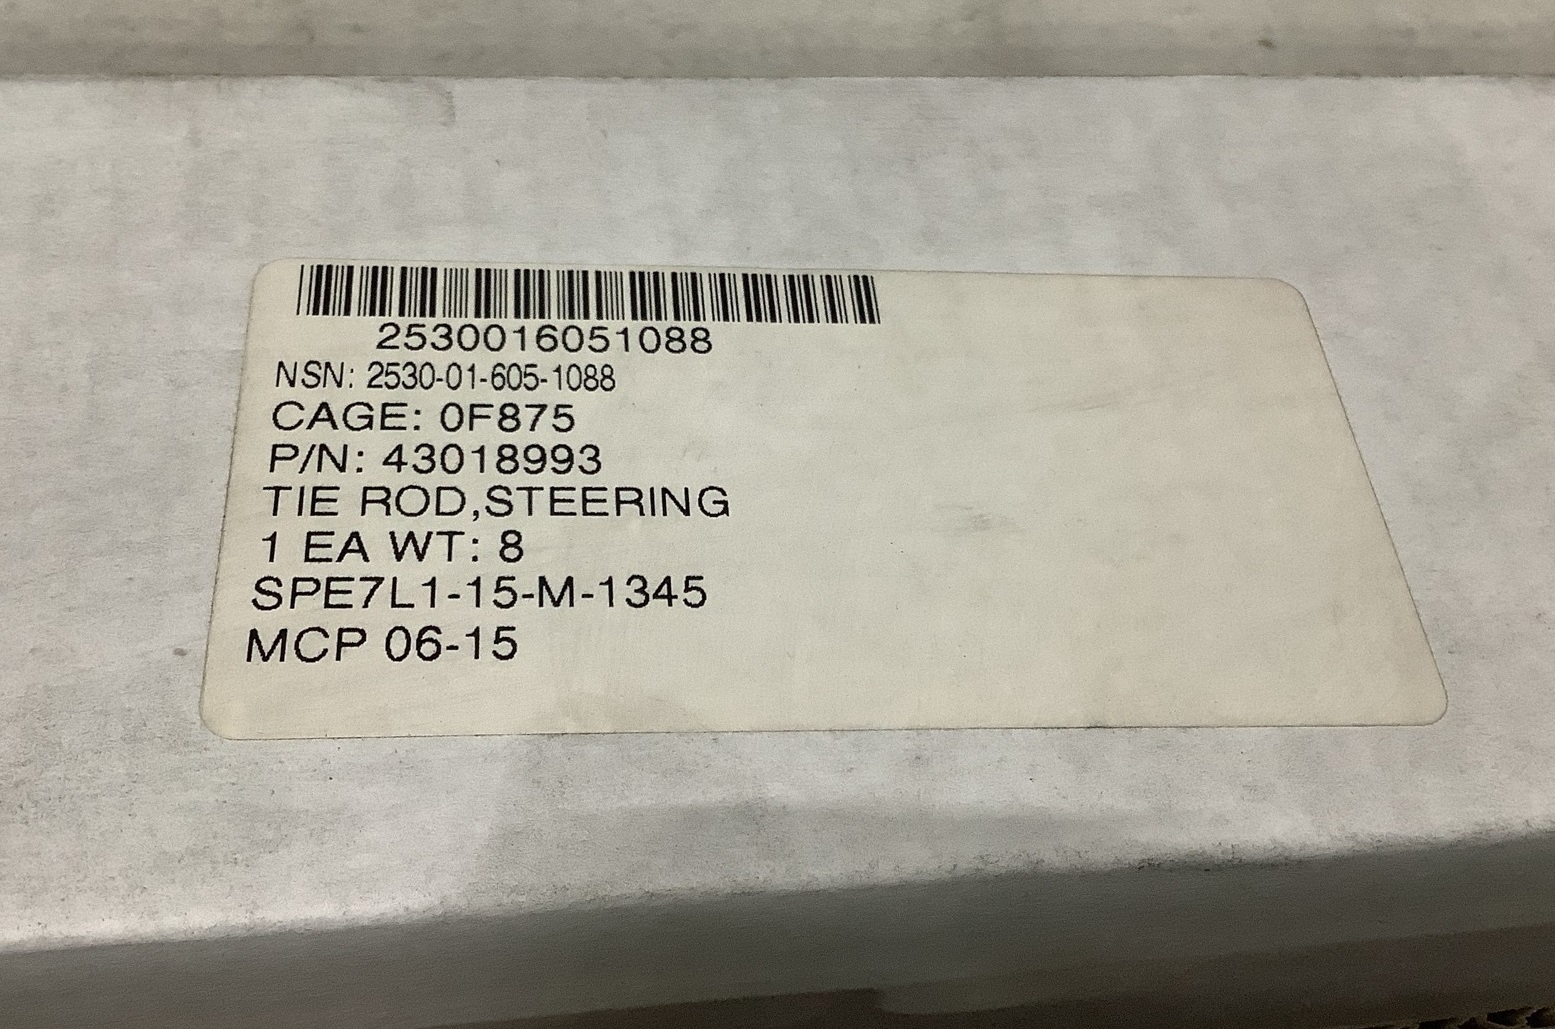 2530016051088
NSN: 2530-01-605-1088
CAGE: 0F875
P/N: 43018993
TIE ROD,STEERING
1 EA WT: 8
SPE7L1-15-M-1345
MCP 06-15